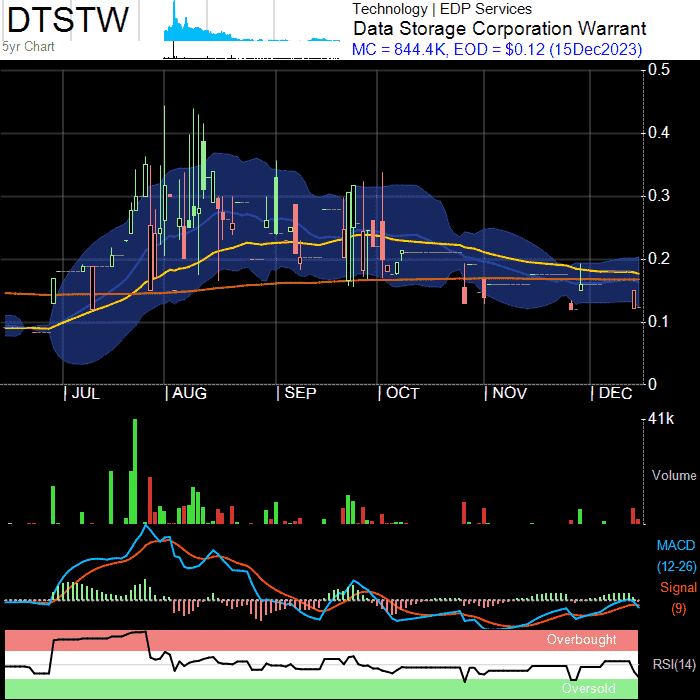 DTSTW
5yr Chart
Technology | EDP Services
Data Storage Corporation Warrant
MC = 844.4K, EOD = $0.12 (15Dec2023)
0.5
0.4
0.3
0.2
0.1
0
JUL AUG SEP OCT NOV DEC
41k
Volume
MACD
(12-26)
Signal
(9)
Overbought
RSI(14)
Oversold